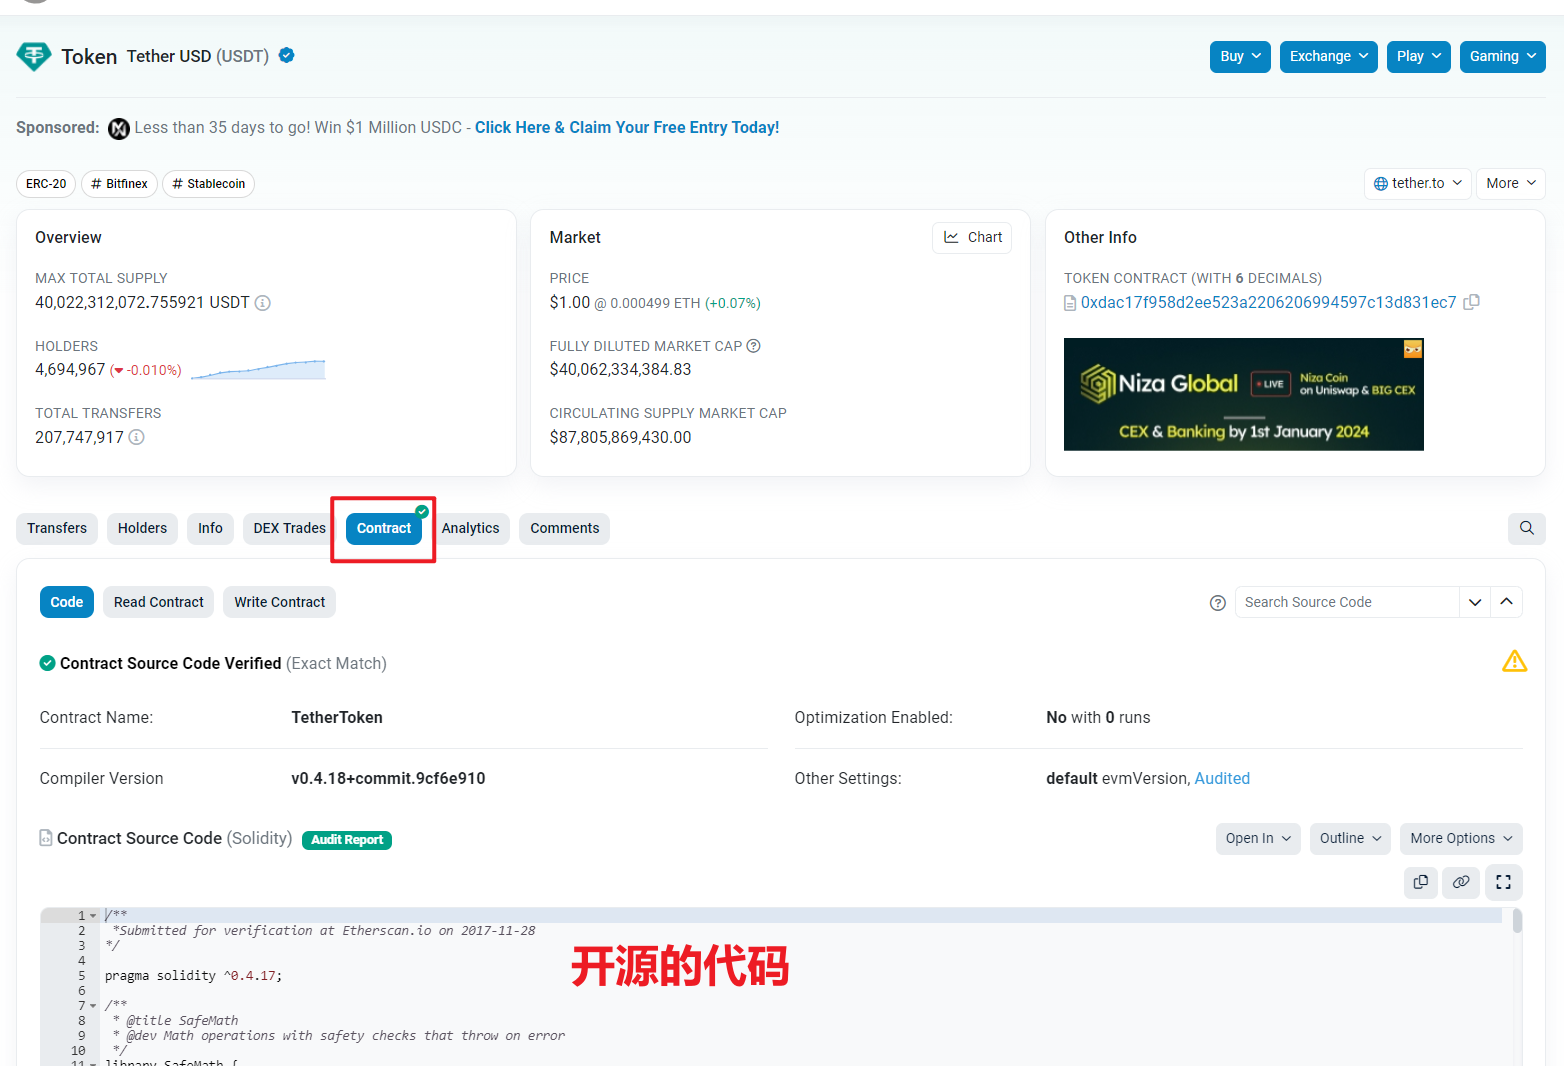 Token Tether USD (USDT)
Buy
Exchange
Play
Gaming
Sponsored: Less than 35 days to go! Win $1 Million USDC - Click Here & Claim Your Free Entry Today!
ERC-20
# Bitfinex
# Stablecoin
tether.to
More
Overview
MAX TOTAL SUPPLY
40,022,312,072.755921 USDT
HOLDERS
4,694,967 (-0.010%)
TOTAL TRANSFERS
207,747,917
Market
Chart
PRICE
$1.00 @ 0.000499 ETH (+0.07%)
FULLY DILUTED MARKET CAP
$40,062,334,384.83
CIRCULATING SUPPLY MARKET CAP
$87,805,869,430.00
Other Info
TOKEN CONTRACT (WITH 6 DECIMALS)
0xdac17f958d2ee523a2206206994597c13d831ec7
Niza Global
LIVE
Niza Coin
on Uniswap & BIG CEX
CEX & Banking by 1st January 2024
Transfers
Holders
Info
DEX Trades
Contract
Analytics
Comments
Code
Read Contract
Write Contract
Search Source Code
Contract Source Code Verified (Exact Match)
Contract Name: TetherToken
Optimization Enabled: No with 0 runs
Compiler Version v0.4.18+commit.9cf6e910
Other Settings: default evmVersion, Audited
Contract Source Code (Solidity) Audit Report
Open In
Outline
More Options
1 /**
2 *Submitted for verification at Etherscan.io on 2017-11-28
3 */
4
5 pragma solidity ^0.4.17;
6
7 /**
8 * @title SafeMath
9 * @dev Math operations with safety checks that throw on error
10 */
11 library SafeMath {
开源的代码